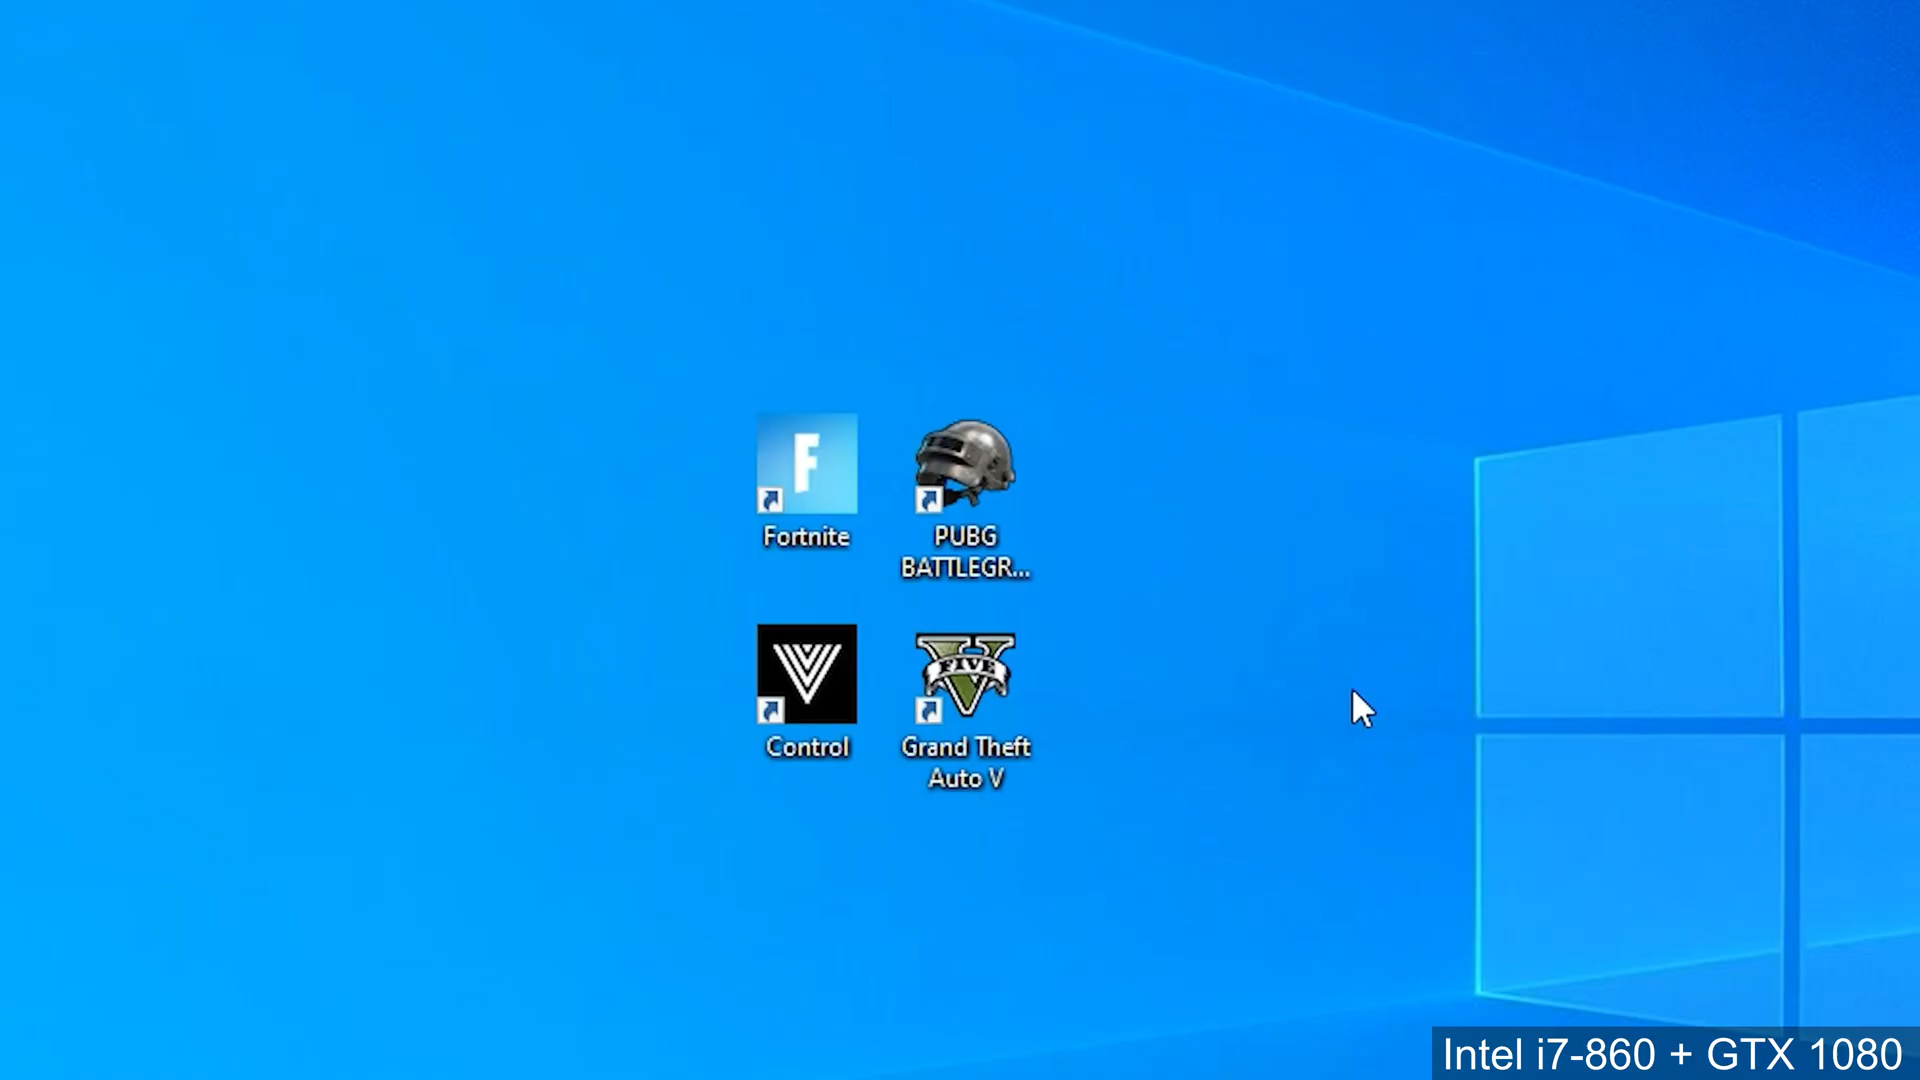 F
Fortnite
PUBG
BATTLEGR...
Control
FIVE
Grand Theft
Auto V
Intel i7-860 + GTX 1080